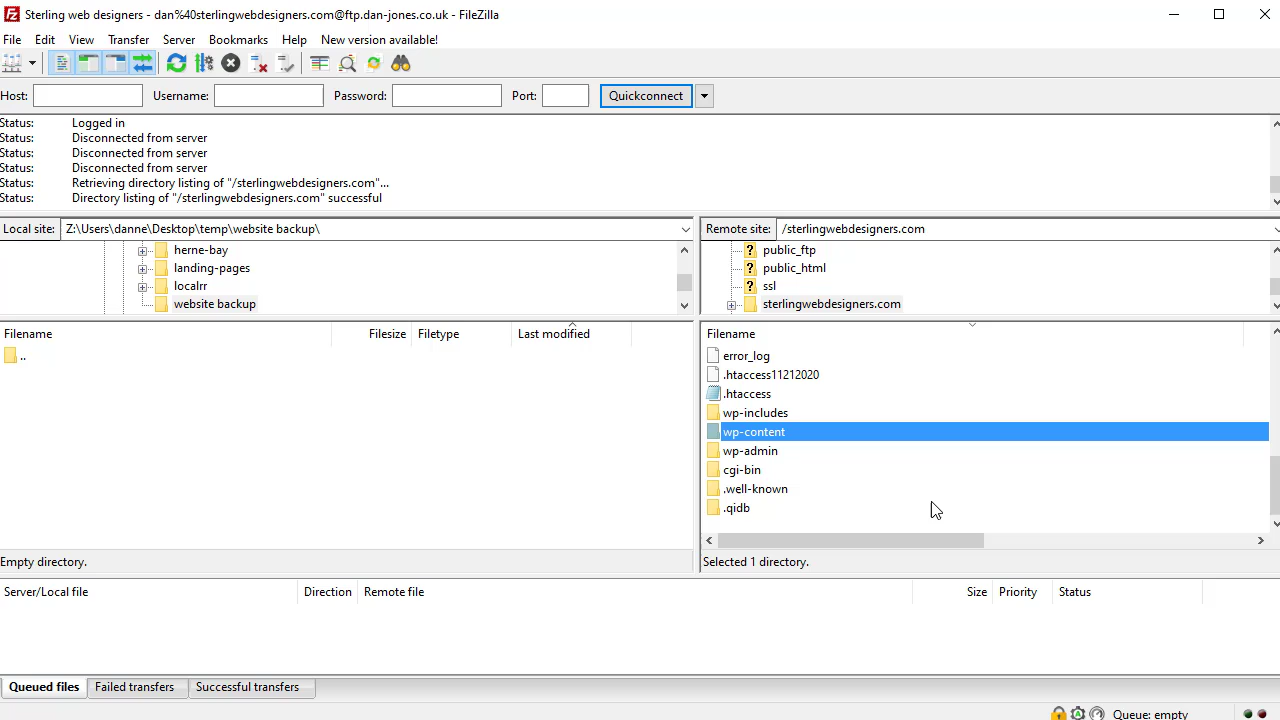 Sterling web designers - dan%40sterlingwebdesigners.com@ftp.dan-jones.co.uk - FileZilla
File Edit View Transfer Server Bookmarks Help New version available!
Host: Username: Password: Port: Quickconnect
Status: Logged in
Status: Disconnected from server
Status: Disconnected from server
Status: Disconnected from server
Status: Retrieving directory listing of "/sterlingwebdesigners.com"...
Status: Directory listing of "/sterlingwebdesigners.com" successful
Local site: Z:\Users\danne\Desktop\temp\website backup\
herne-bay
landing-pages
localrr
website backup
Remote site: /sterlingwebdesigners.com
public_ftp
public_html
ssl
sterlingwebdesigners.com
Filename Filesize Filetype Last modified
..
Empty directory.
Filename
error_log
.htaccess11212020
.htaccess
wp-includes
wp-content
wp-admin
cgi-bin
.well-known
.qidb
Selected 1 directory.
Server/Local file Direction Remote file Size Priority Status
Queued files Failed transfers Successful transfers
Queue: empty